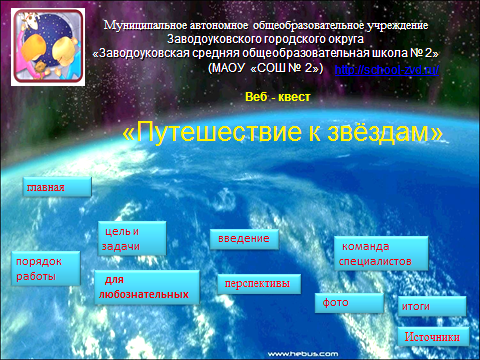 Муниципальное автономное общеобразовательное учреждение
Заводоуковского городского округа
«Заводоуковская средняя общеобразовательная школа № 2»
(МАОУ «СОШ № 2»)
Веб - квест
«Путешествие к звёздам»
главная
цель и
задачи
введение
команда
специалистов
порядок
работы
для
любознательных
перспективы
фото
итоги
Источники
www.hebus.com